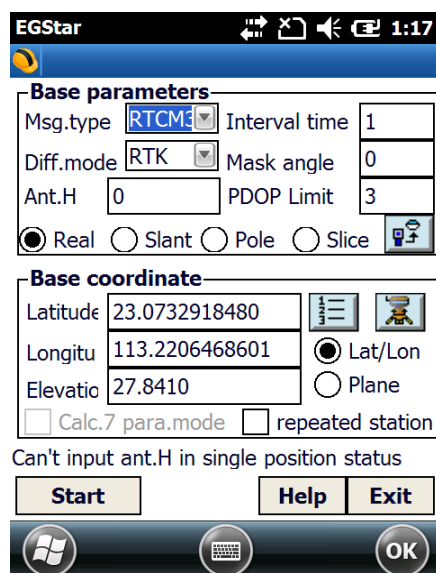 EGStar 1:17
Base parameters
Msg.type RTCM3 Interval time 1
Diff.mode RTK Mask angle 0
Ant.H 0 PDOP Limit 3
Real Slant Pole Slice
Base coordinate
Latitude 23.0732918480
Longitu 113.2206468601 Lat/Lon
Elevatio 27.8410 Plane
Calc.7 para.mode repeated station
Can't input ant.H in single position status
Start Help Exit
OK